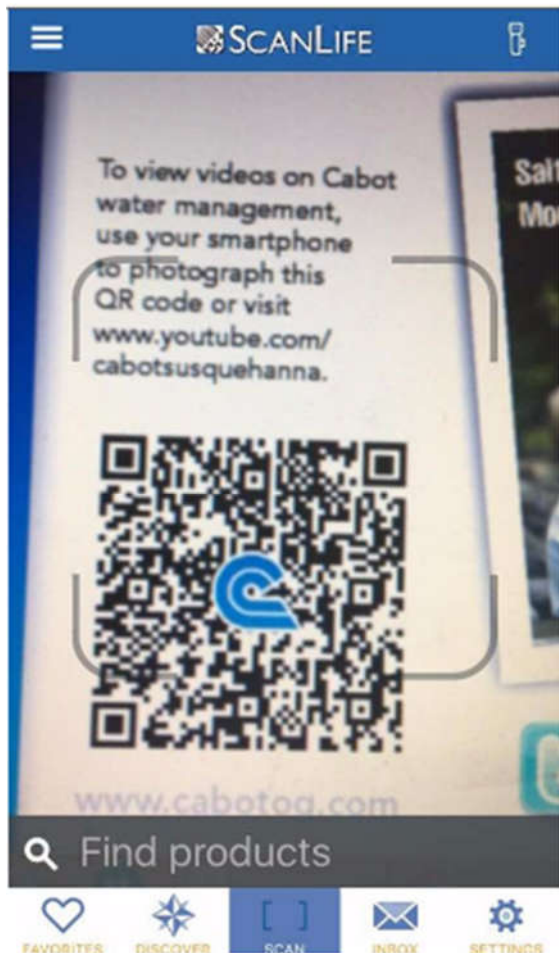 SCANLIFE
To view videos on Cabot
water management,
use your smartphone
to photograph this
QR code or visit
www.youtube.com/
cabotsusquehanna.
www.cabotog.com
Find products
FAVORITES DISCOVER SCAN INBOX SETTINGS